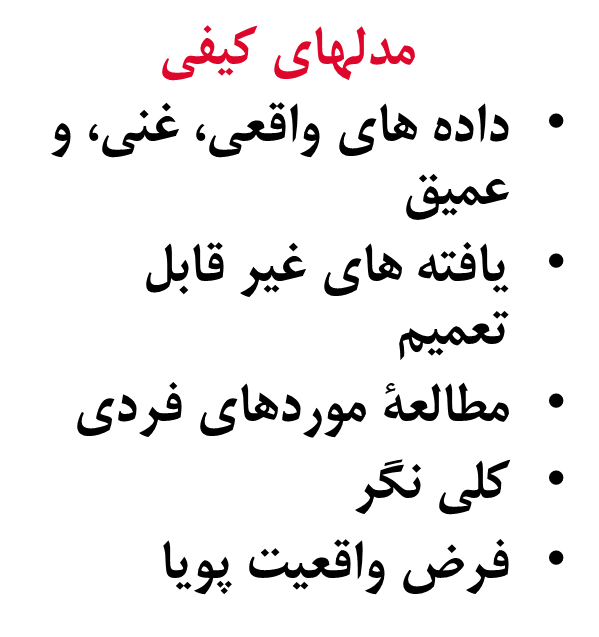 مدلهای کیفی
• داده های واقعی، غنی، و
عمیق
• یافته های غیر قابل
تعمیم
• مطالعهٔ موردهای فردی
• کلی نگر
• فرض واقعیت پویا